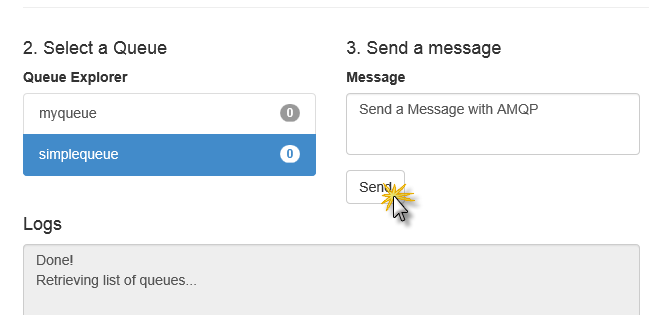 2. Select a Queue
Queue Explorer
myqueue 0
simplequeue 0
3. Send a message
Message
Send a Message with AMQP
Send
Logs
Done!
Retrieving list of queues...